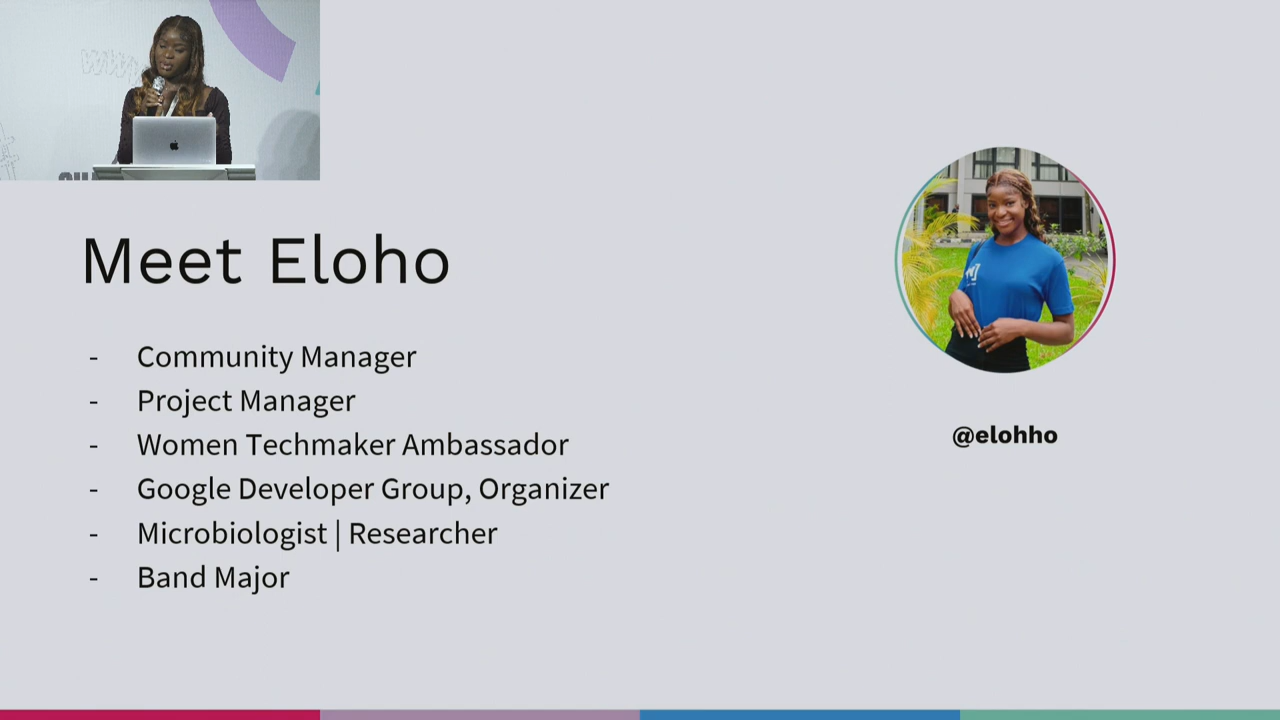 Meet Eloho
- Community Manager
- Project Manager
- Women Techmaker Ambassador
- Google Developer Group, Organizer
- Microbiologist | Researcher
- Band Major
@elohho